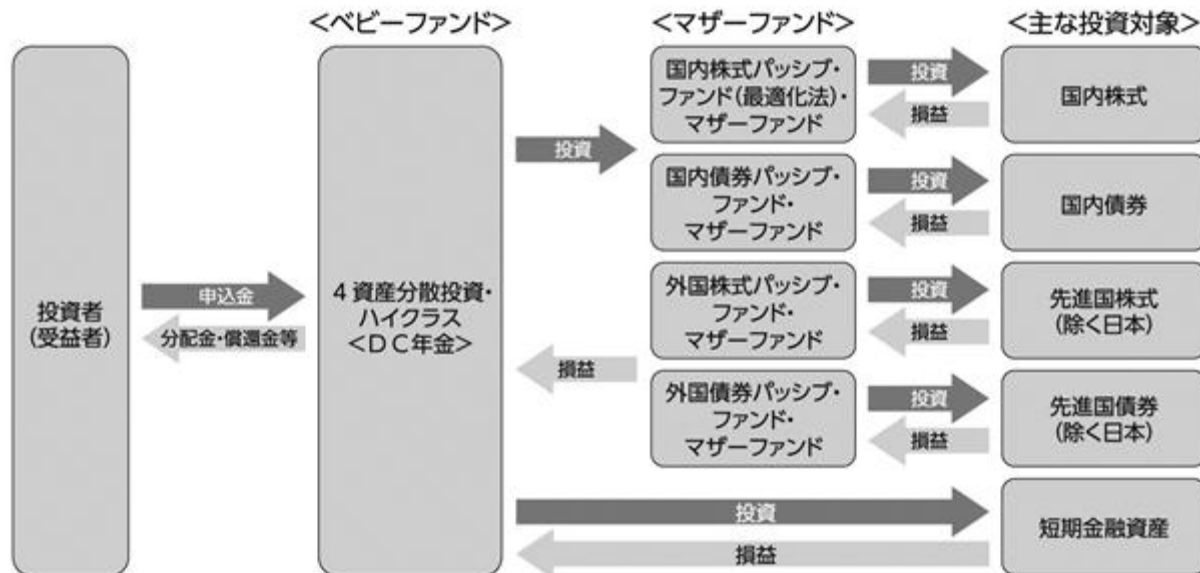 <ベビーファンド>
<マザーファンド>
<主な投資対象>
投資者
(受益者)
申込金
分配金・償還金等
4資産分散投資・
ハイクラス
<DC年金>
投資
損益
国内株式パッシブ・
ファンド(最適化法)・
マザーファンド
投資
損益
国内株式
国内債券パッシブ・
ファンド・
マザーファンド
投資
損益
国内債券
外国株式パッシブ・
ファンド・
マザーファンド
投資
損益
先進国株式
(除く日本)
外国債券パッシブ・
ファンド・
マザーファンド
投資
損益
先進国債券
(除く日本)
投資
損益
短期金融資産